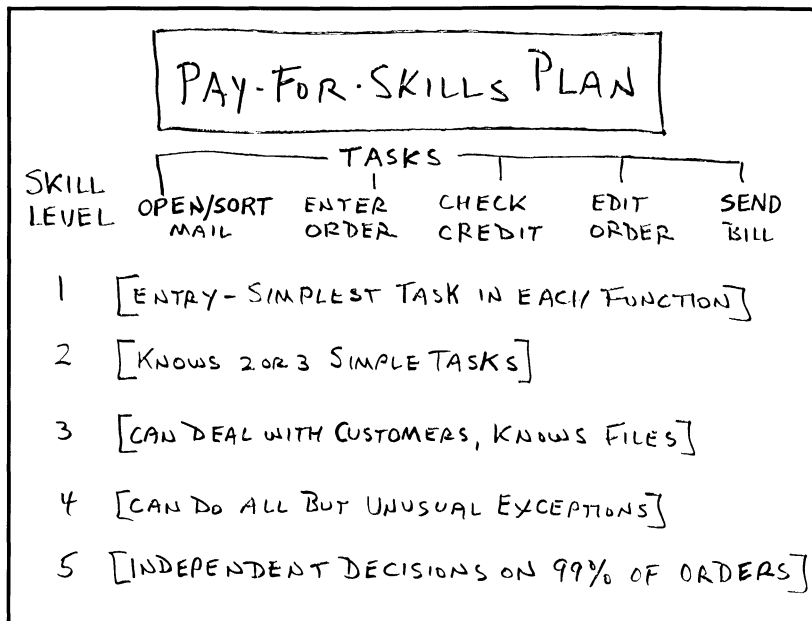 PAY-FOR-SKILLS PLAN
TASKS
SKILL LEVEL
OPEN/SORT MAIL
ENTER ORDER
CHECK CREDIT
EDIT ORDER
SEND BILL
1 [ENTRY - SIMPLEST TASK IN EACH FUNCTION]
2 [KNOWS 2 OR 3 SIMPLE TASKS]
3 [CAN DEAL WITH CUSTOMERS, KNOWS FILES]
4 [CAN DO ALL BUT UNUSUAL EXCEPTIONS]
5 [INDEPENDENT DECISIONS ON 99% OF ORDERS]